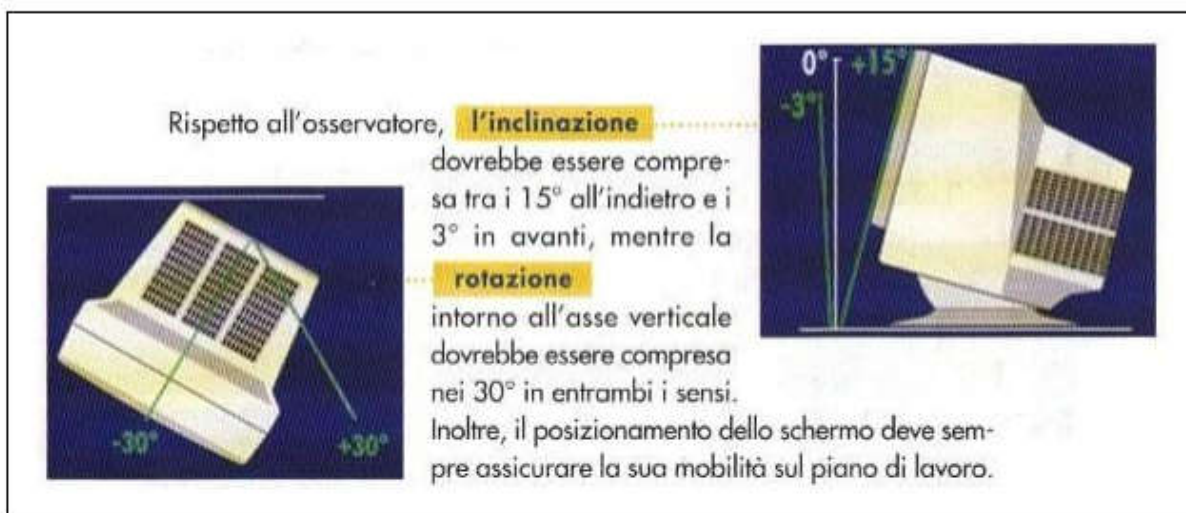 Rispetto all'osservatore, l'inclinazione
dovrebbe essere compre-
sa tra i 15° all'indietro e i
3° in avanti, mentre la
rotazione
intorno all'asse verticale
dovrebbe essere compresa
nei 30° in entrambi i sensi.
Inoltre, il posizionamento dello schermo deve sem-
pre assicurare la sua mobilità sul piano di lavoro.
0° +15°
-3°
-30° +30°